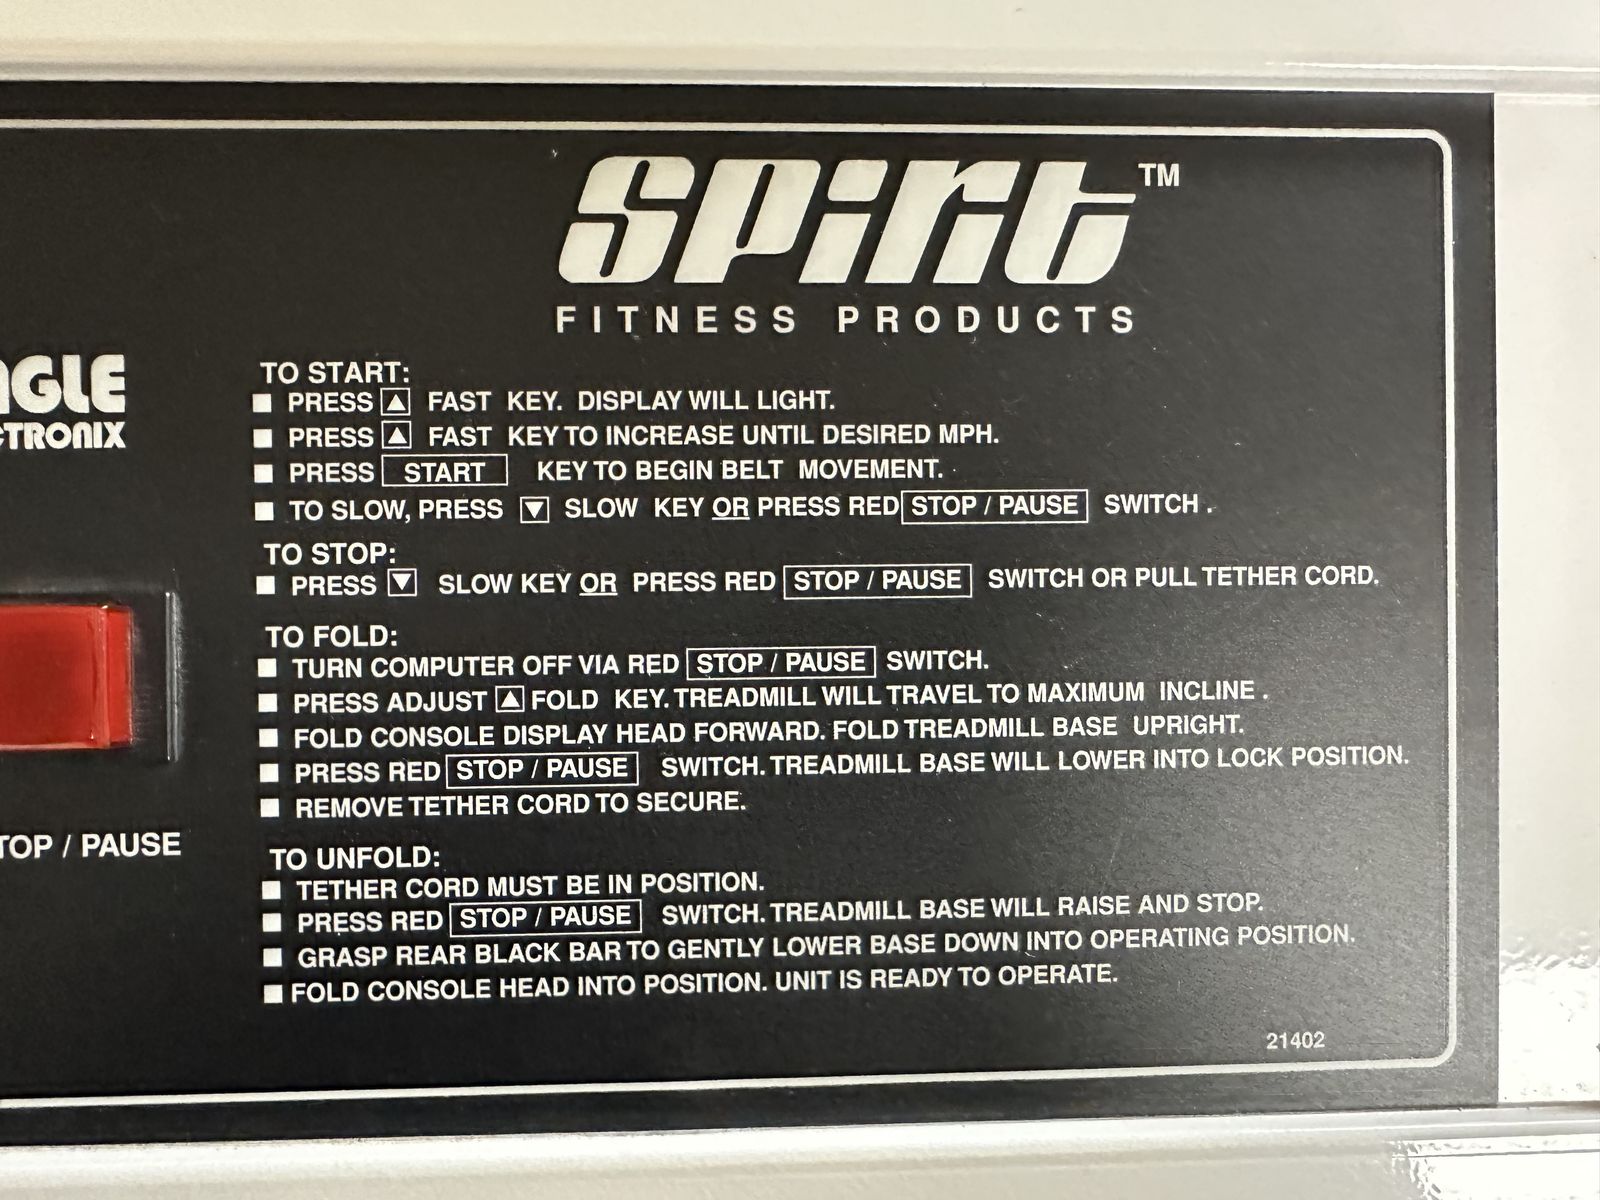 Spirit™
FITNESS PRODUCTS
TO START:
■ PRESS ▲ FAST KEY. DISPLAY WILL LIGHT.
■ PRESS ▲ FAST KEY TO INCREASE UNTIL DESIRED MPH.
■ PRESS START KEY TO BEGIN BELT MOVEMENT.
■ TO SLOW, PRESS ▼ SLOW KEY OR PRESS RED STOP / PAUSE SWITCH .
TO STOP:
■ PRESS ▼ SLOW KEY OR PRESS RED STOP / PAUSE SWITCH OR PULL TETHER CORD.
TO FOLD:
■ TURN COMPUTER OFF VIA RED STOP / PAUSE SWITCH.
■ PRESS ADJUST ▲ FOLD KEY. TREADMILL WILL TRAVEL TO MAXIMUM INCLINE .
■ FOLD CONSOLE DISPLAY HEAD FORWARD. FOLD TREADMILL BASE UPRIGHT.
■ PRESS RED STOP / PAUSE SWITCH. TREADMILL BASE WILL LOWER INTO LOCK POSITION.
■ REMOVE TETHER CORD TO SECURE.
TO UNFOLD:
■ TETHER CORD MUST BE IN POSITION.
■ PRESS RED STOP / PAUSE SWITCH. TREADMILL BASE WILL RAISE AND STOP.
■ GRASP REAR BLACK BAR TO GENTLY LOWER BASE DOWN INTO OPERATING POSITION.
■ FOLD CONSOLE HEAD INTO POSITION. UNIT IS READY TO OPERATE.
21402
TOP / PAUSE